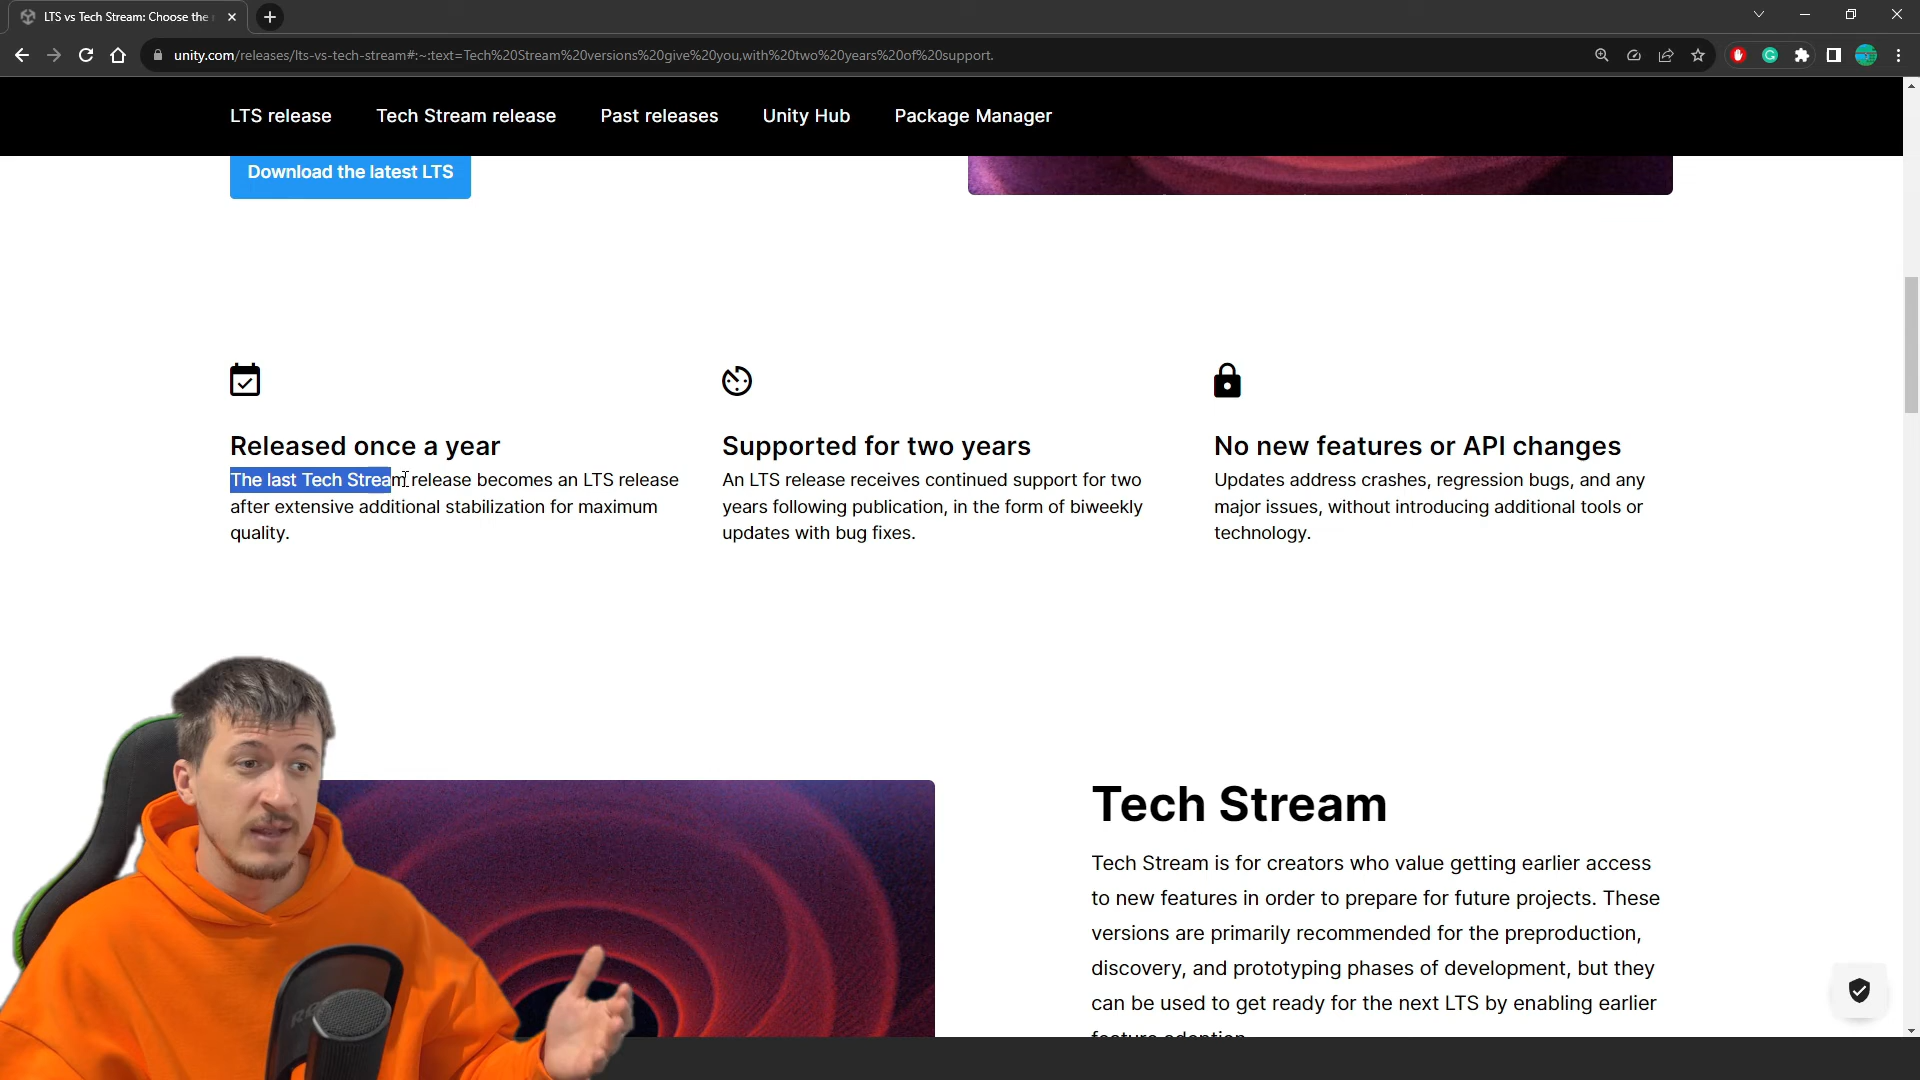 LTS vs Tech Stream: Choose the
unity.com/releases/lts-vs-tech-stream#:~:text=Tech%20Stream%20versions%20give%20you,with%20two%20years%20of%20support.
LTS release Tech Stream release Past releases Unity Hub Package Manager
Download the latest LTS
Released once a year
The last Tech Stream release becomes an LTS release
after extensive additional stabilization for maximum
quality.
Supported for two years
An LTS release receives continued support for two
years following publication, in the form of biweekly
updates with bug fixes.
No new features or API changes
Updates address crashes, regression bugs, and any
major issues, without introducing additional tools or
technology.
Tech Stream
Tech Stream is for creators who value getting earlier access
to new features in order to prepare for future projects. These
versions are primarily recommended for the preproduction,
discovery, and prototyping phases of development, but they
can be used to get ready for the next LTS by enabling earlier
feature adoption